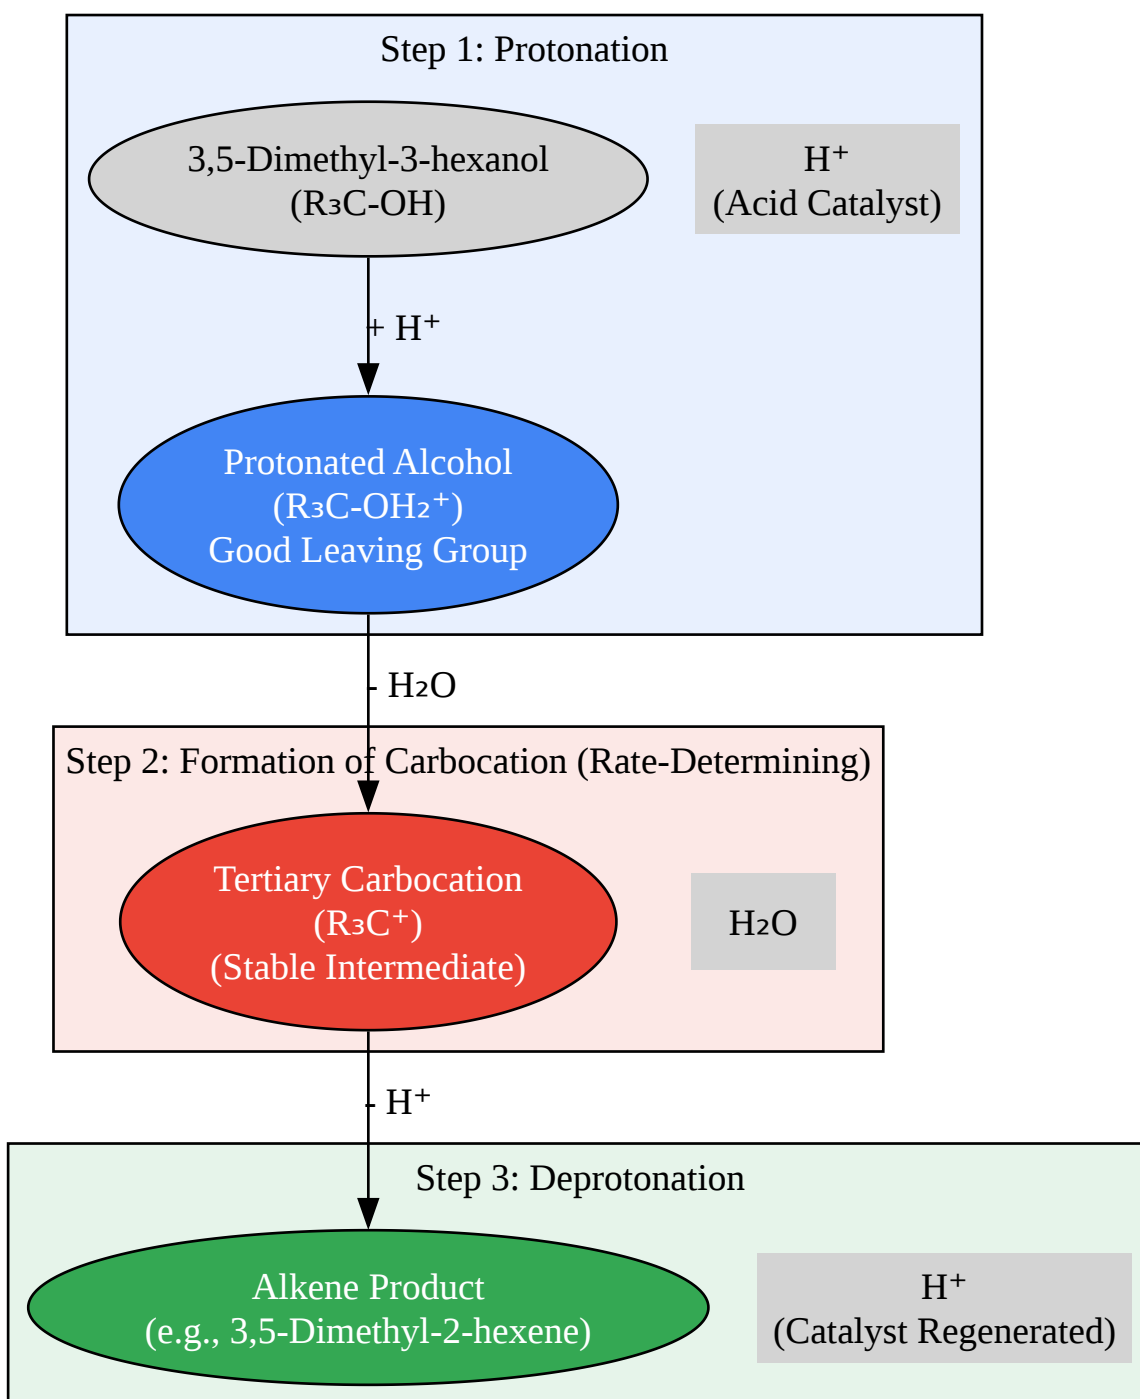 Step 1: Protonation
3,5-Dimethyl-3-hexanol
(R₃C-OH)
H⁺
(Acid Catalyst)
+ H⁺
Protonated Alcohol
(R₃C-OH₂⁺)
Good Leaving Group
- H₂O
Step 2: Formation of Carbocation (Rate-Determining)
Tertiary Carbocation
(R₃C⁺)
(Stable Intermediate)
H₂O
- H⁺
Step 3: Deprotonation
Alkene Product
(e.g., 3,5-Dimethyl-2-hexene)
H⁺
(Catalyst Regenerated)